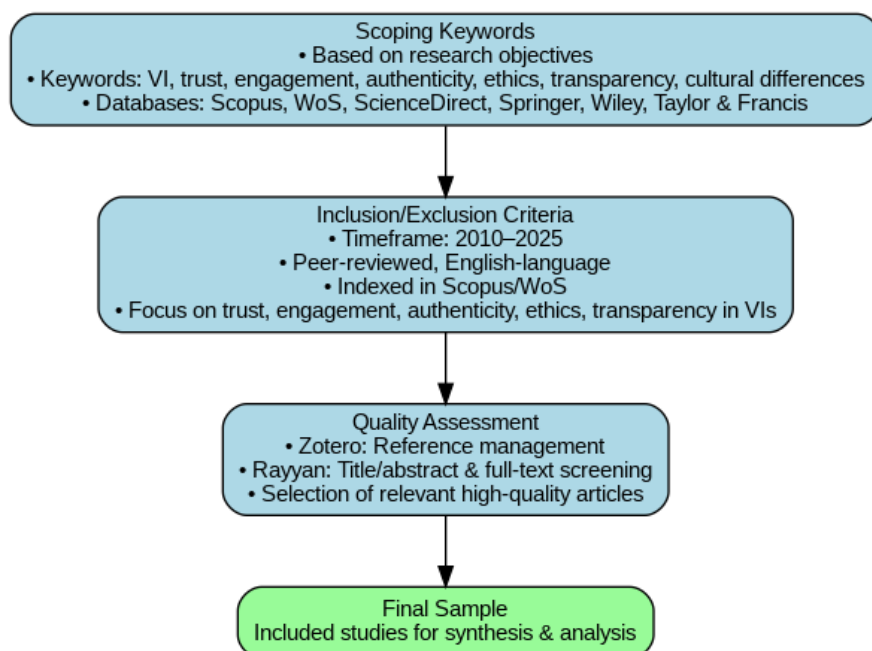 Scoping Keywords
• Based on research objectives
• Keywords: VI, trust, engagement, authenticity, ethics, transparency, cultural differences
• Databases: Scopus, WoS, ScienceDirect, Springer, Wiley, Taylor & Francis
Inclusion/Exclusion Criteria
• Timeframe: 2010–2025
• Peer-reviewed, English-language
• Indexed in Scopus/WoS
• Focus on trust, engagement, authenticity, ethics, transparency in VIs
Quality Assessment
• Zotero: Reference management
• Rayyan: Title/abstract & full-text screening
• Selection of relevant high-quality articles
Final Sample
Included studies for synthesis & analysis